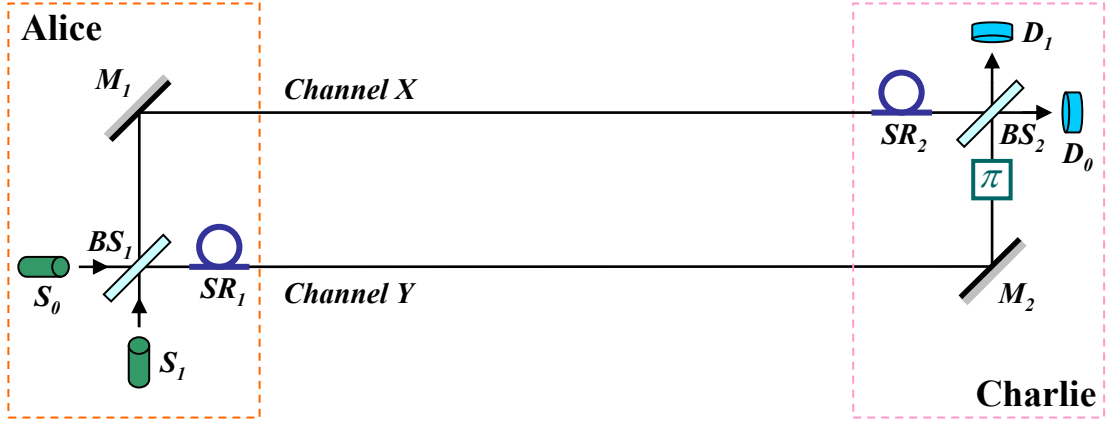 Alice
M1
Channel X
SR2
BS2
D1
D0
π
BS1
S0
SR1
Channel Y
S1
M2
Charlie